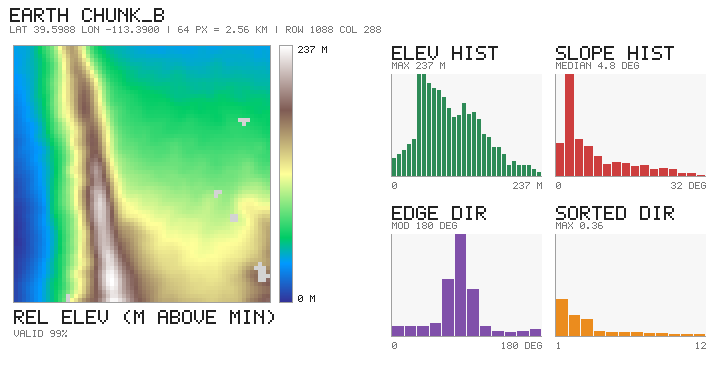 EARTH CHUNK_B
LAT 39.5988 LON -113.3900 | 64 PX = 2.56 KM | ROW 1088 COL 288
237 M
0 M
REL ELEV (M ABOVE MIN)
VALID 99%
ELEV HIST
MAX 237 M
0 237 M
SLOPE HIST
MEDIAN 4.8 DEG
0 32 DEG
EDGE DIR
MOD 180 DEG
0 180 DEG
SORTED DIR
MAX 0.36
1 12